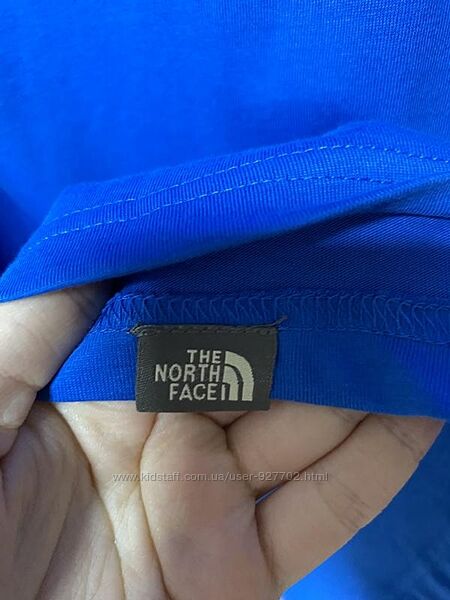 THE
NORTH
FACE
www.kidstaff.com.ua/user-927702.html